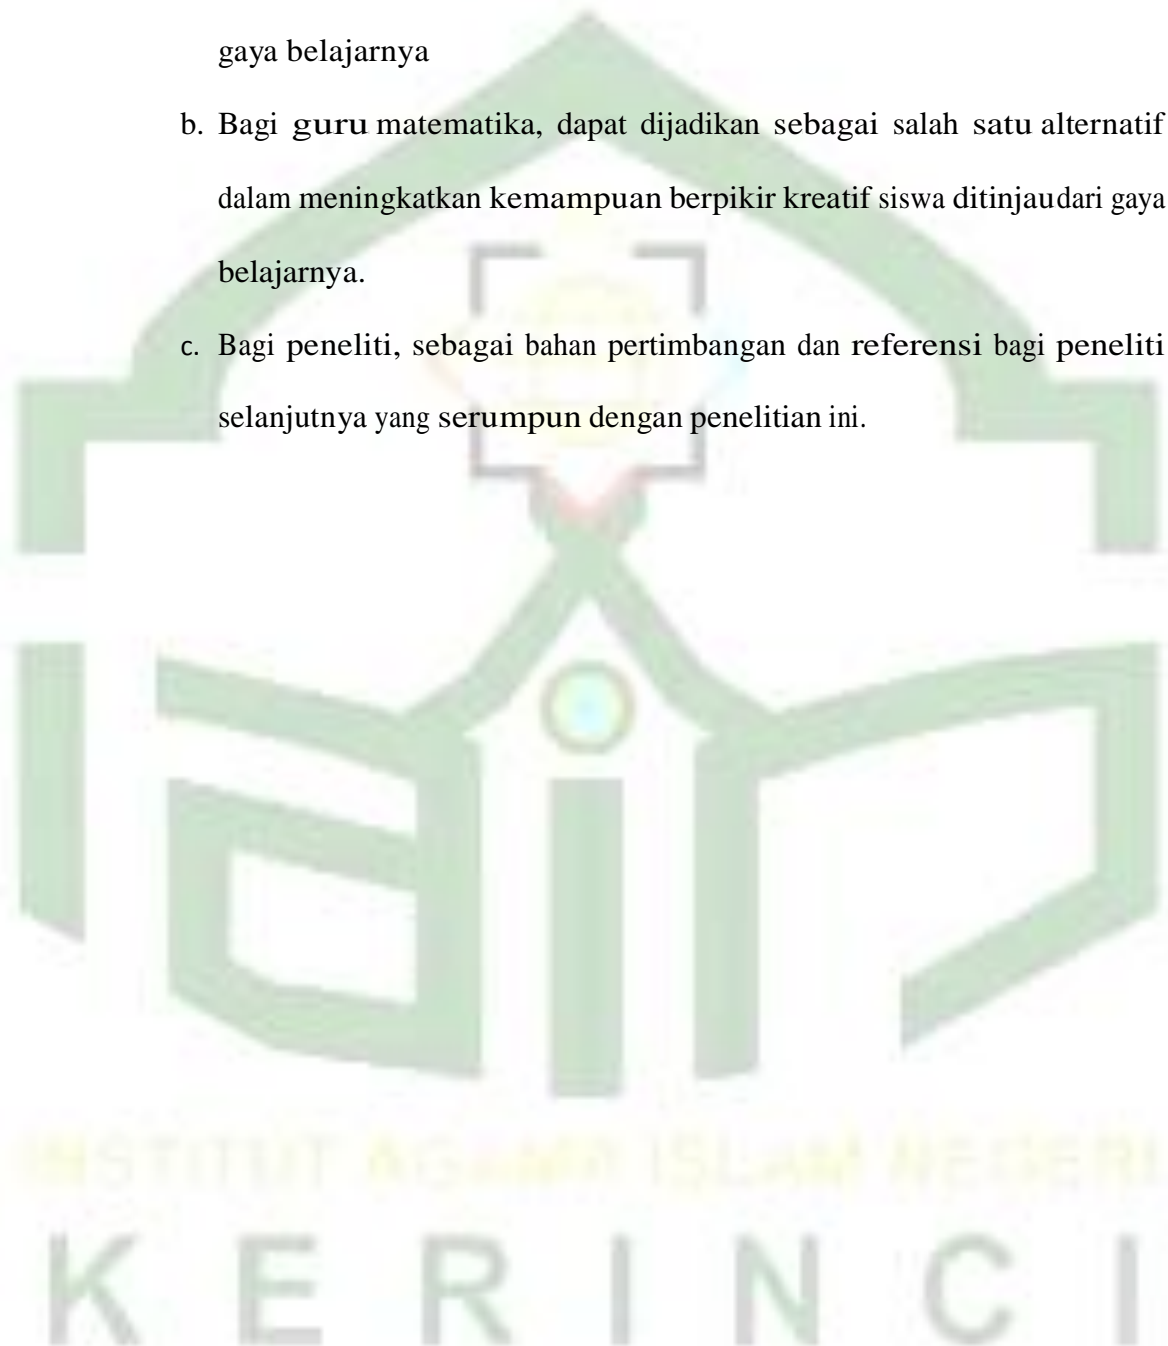 gaya belajarnya
b. Bagi guru matematika, dapat dijadikan sebagai salah satu alternatif
dalam meningkatkan kemampuan berpikir kreatif siswa ditinjaudari gaya
belajarnya.
c. Bagi peneliti, sebagai bahan pertimbangan dan referensi bagi peneliti
selanjutnya yang serumpun dengan penelitian ini.
INSTITUT AGAMA ISLAM NEGERI
KERINCI